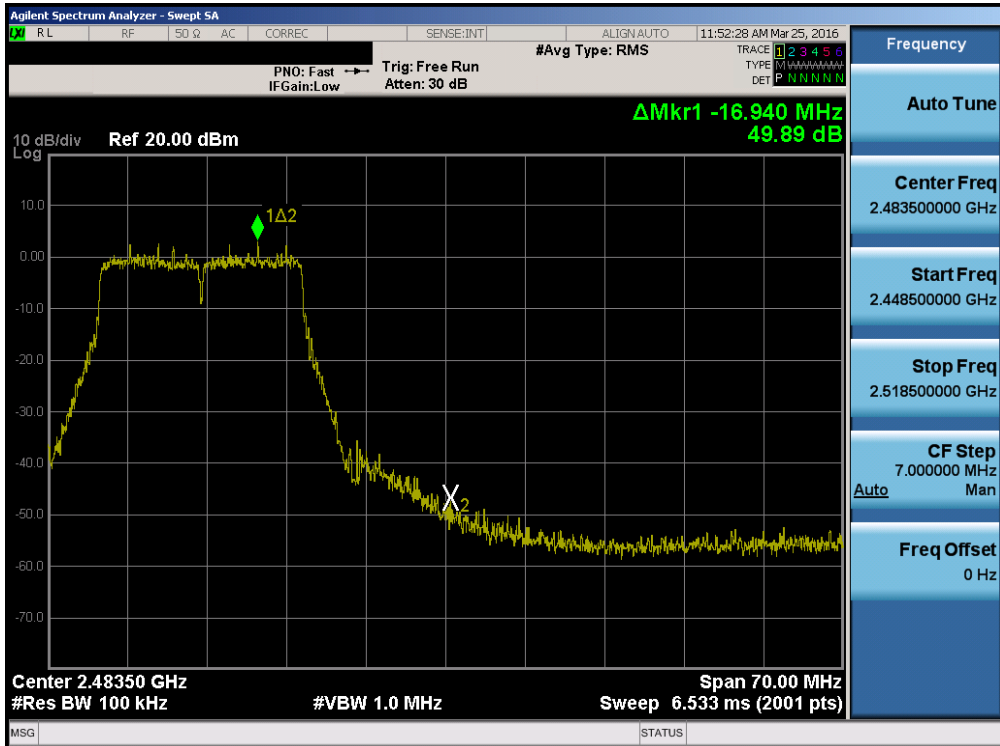 Agilent Spectrum Analyzer - Swept SA
LXI RL RF 50 Ω AC CORREC SENSE:INT ALIGN AUTO 11:52:28 AM Mar 25, 2016
Frequency
#Avg Type: RMS TRACE 1 2 3 4 5 6
PNO: Fast Trig: Free Run TYPE M WWWWW
IFGain:Low Atten: 30 dB DET P N N N N N
Auto Tune
ΔMkr1 -16.940 MHz
49.89 dB
10 dB/div Ref 20.00 dBm
Log
Center Freq
2.483500000 GHz
10.0
1Δ2
0.00
Start Freq
2.448500000 GHz
-10.0
-20.0
Stop Freq
2.518500000 GHz
-30.0
-40.0
CF Step
7.000000 MHz
Auto Man
X2
-50.0
Freq Offset
0 Hz
-60.0
-70.0
Center 2.48350 GHz Span 70.00 MHz
#Res BW 100 kHz #VBW 1.0 MHz Sweep 6.533 ms (2001 pts)
MSG STATUS